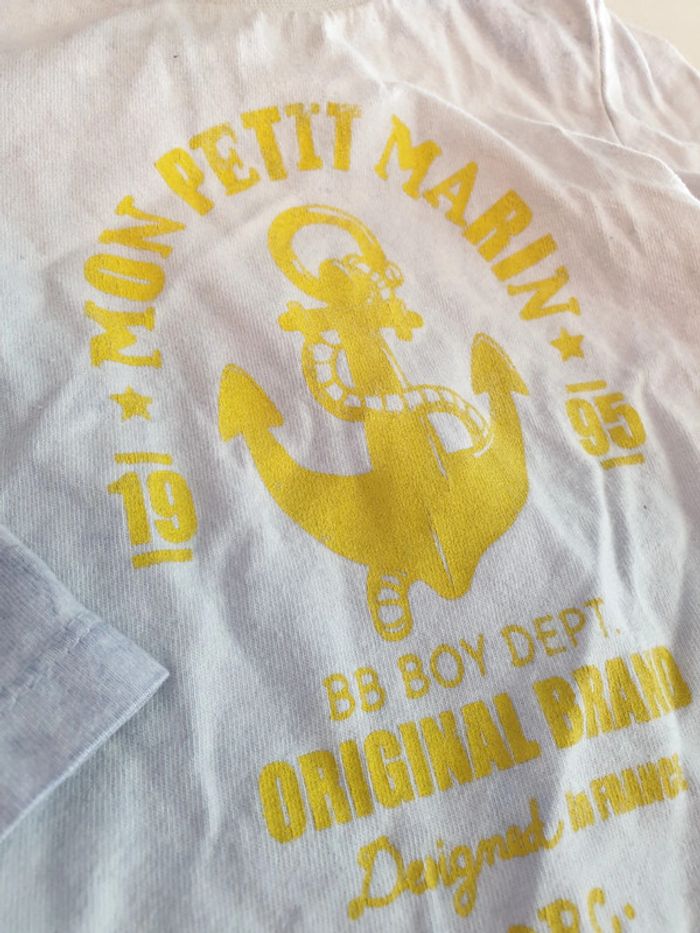 MON PETIT MARIN
19 95
BB BOY DEPT.
ORIGINAL BRAND
Designed in FRANCE